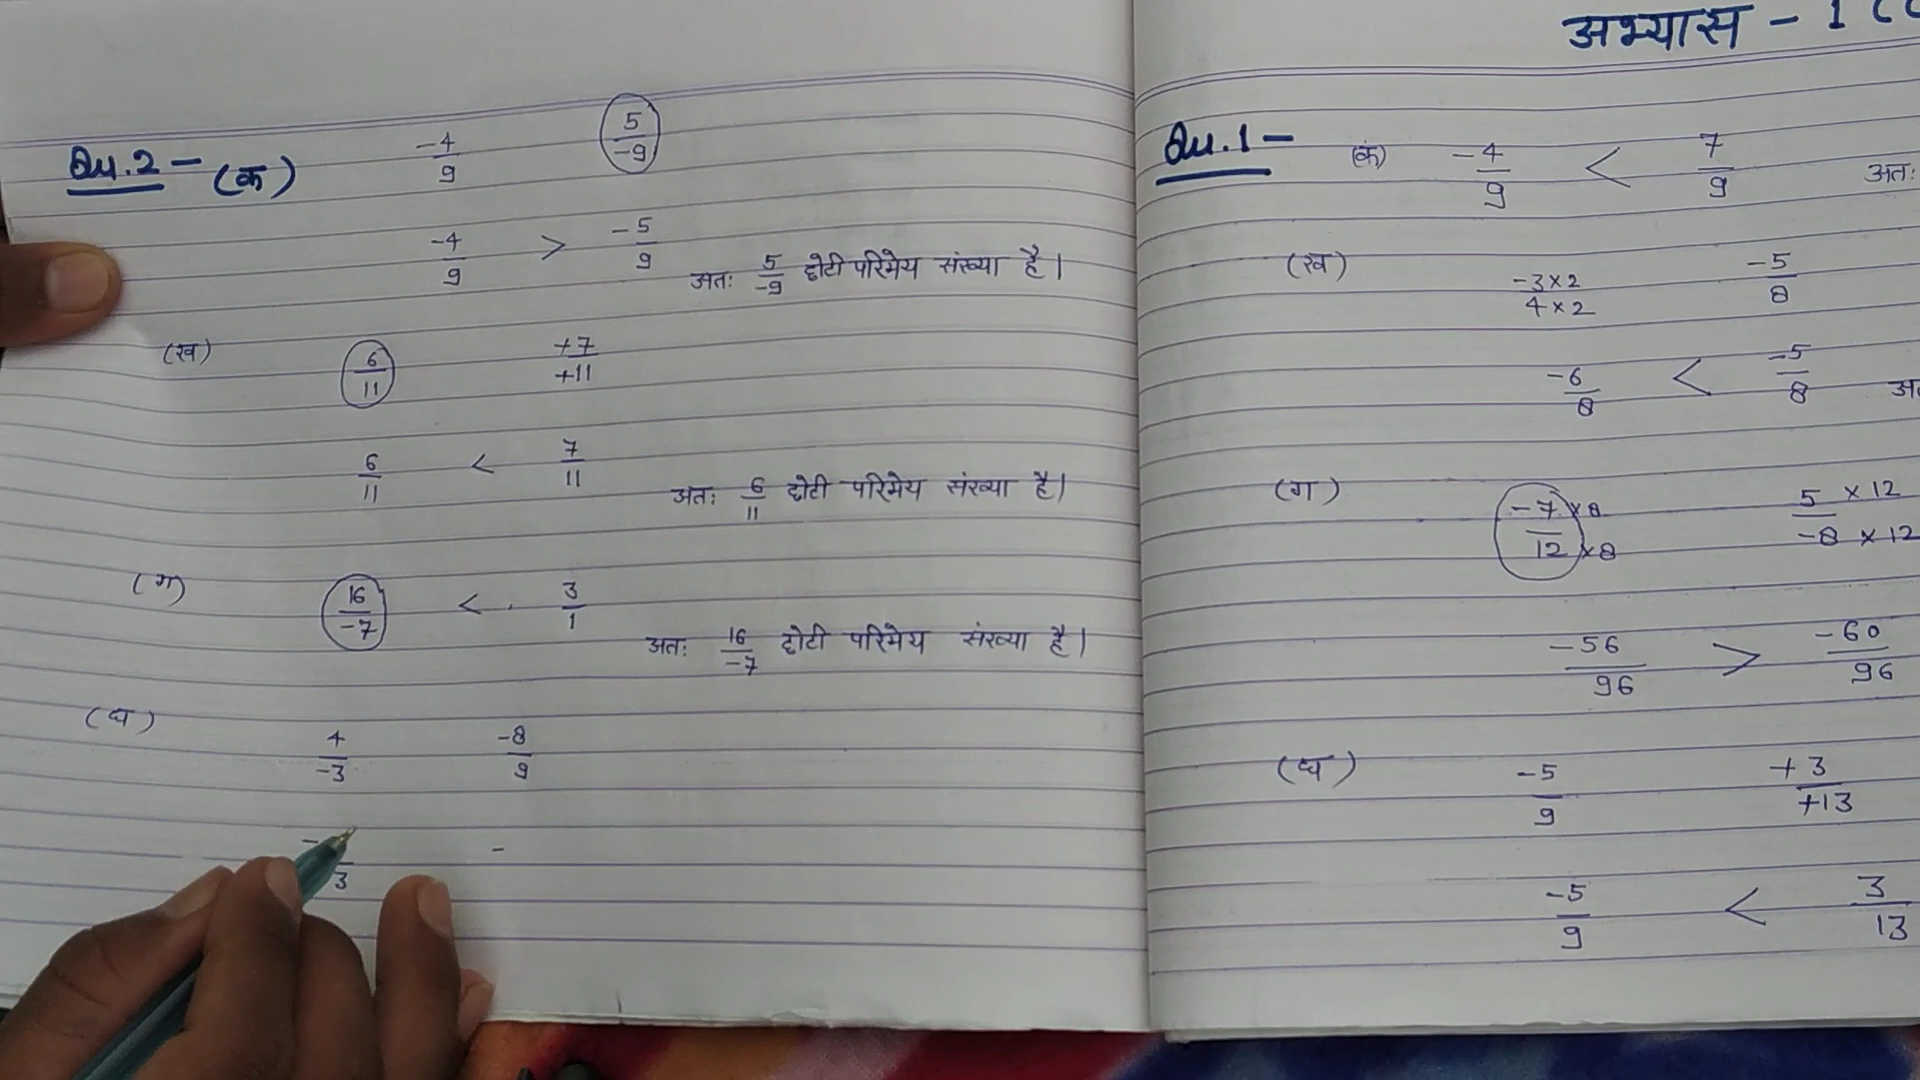 Qu.2 - (क) -4/9 5/-9
-4/9 > -5/9 अतः 5/-9 छोटी परिमेय संख्या है।
(ख) 6/11 +7/+11
6/11 < 7/11 अतः 6/11 छोटी परिमेय संख्या है।
(ग) 16/-7 < 3/1 अतः 16/-7 छोटी परिमेय संख्या है।
(घ) 4/-3 -8/9
- /3 -
अभ्यास - 1
Qu.1 - (क) -4/9 < 7/9 अतः
(ख) -3×2/4×2 -5/8
-6/8 < -5/8
(ग) -7×8/12×8 5×12/-8×12
-56/96 > -60/96
(घ) -5/9 +3/+13
-5/9 < 3/13